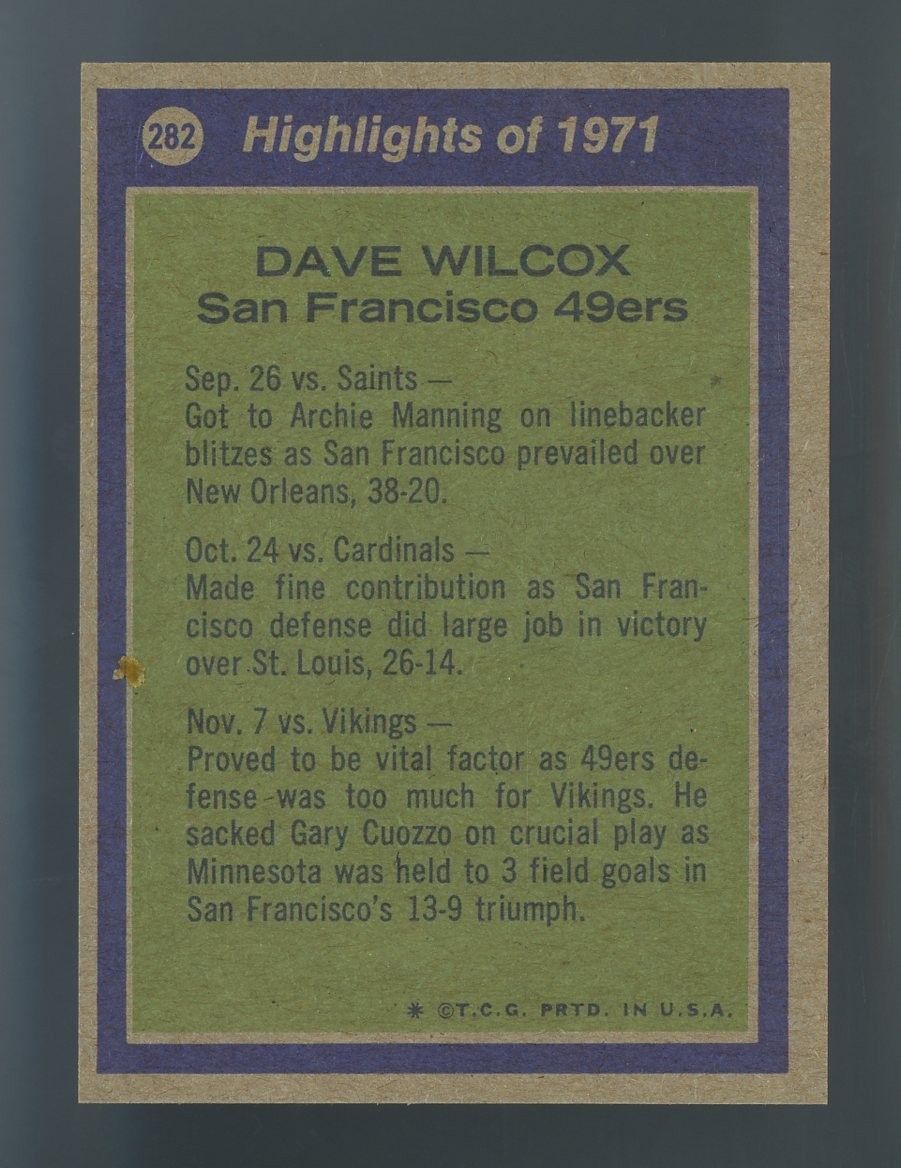 282 Highlights of 1971
DAVE WILCOX
San Francisco 49ers
Sep. 26 vs. Saints —
Got to Archie Manning on linebacker
blitzes as San Francisco prevailed over
New Orleans, 38-20.
Oct. 24 vs. Cardinals —
Made fine contribution as San Fran-
cisco defense did large job in victory
over St. Louis, 26-14.
Nov. 7 vs. Vikings —
Proved to be vital factor as 49ers de-
fense was too much for Vikings. He
sacked Gary Cuozzo on crucial play as
Minnesota was held to 3 field goals in
San Francisco's 13-9 triumph.
* ©T.C.G. PRTD. IN U.S.A.